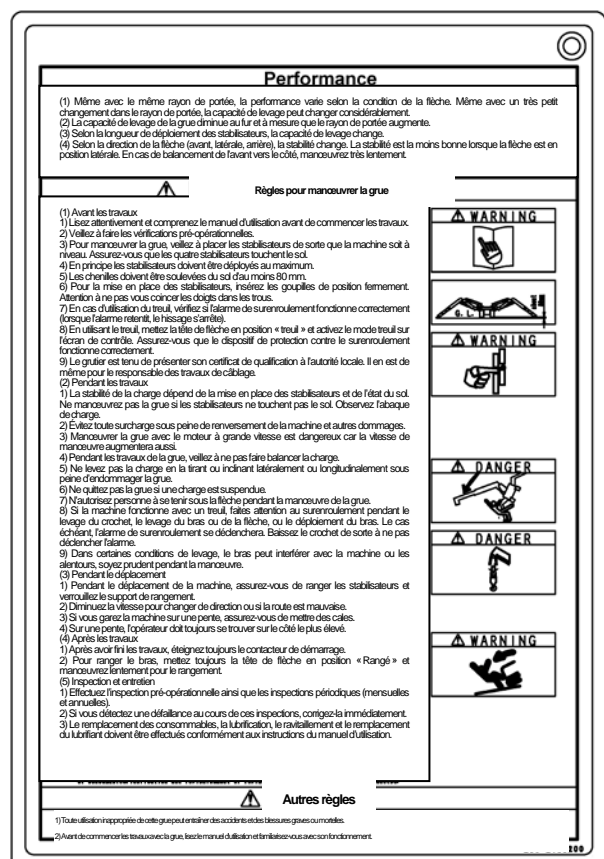 Performance
(1) Même avec le même rayon de portée, la performance varie selon la condition de la flèche. Même avec un très petit
changement dans le rayon de portée, la capacité de levage peut changer considérablement.
(2) La capacité de levage de la grue diminue au fur et à mesure que le rayon de portée augmente.
(3) Selon la longueur de déploiement des stabilisateurs, la capacité de levage change.
(4) Selon la direction de la flèche (avant, latérale, arrière), la stabilité change. La stabilité est la moins bonne lorsque la flèche est en
position latérale. En cas de balancement de l'avant vers le côté, manœuvrez très lentement.
Règles pour manœuvrer la grue
(1) Avant les travaux
1) Lisez attentivement et comprenez le manuel d'utilisation avant de commencer les travaux.
2) Veillez à faire les vérifications pré-opérationnelles.
3) Pour manœuvrer la grue, veillez à placer les stabilisateurs de sorte que la machine soit à
niveau. Assurez-vous que les quatre stabilisateurs touchent le sol.
4) En principe les stabilisateurs doivent être déployés au maximum.
5) Les chenilles doivent être soulevées du sol d'au moins 80 mm.
6) Pour la mise en place des stabilisateurs, insérez les goupilles de position fermement.
Attention à ne pas vous coincer les doigts dans les trous.
7) En cas d'utilisation du treuil, vérifiez si l'alarme de surenroulement fonctionne correctement
(lorsque l'alarme retentit, le hissage s'arrête).
8) En utilisant le treuil, mettez la tête de flèche en position « treuil » et activez le mode treuil sur
l'écran de contrôle. Assurez-vous que le dispositif de protection contre le surenroulement
fonctionne correctement.
9) Le grutier est tenu de présenter son certificat de qualification à l'autorité locale. Il en est de
même pour le responsable des travaux de câblage.
(2) Pendant les travaux
1) La stabilité de la charge dépend de la mise en place des stabilisateurs et de l'état du sol.
Ne manœuvrez pas la grue si les stabilisateurs ne touchent pas le sol. Observez l'abaque
de charge.
2) Évitez toute surcharge sous peine de renversement de la machine et autres dommages.
3) Manœuvrer la grue avec le moteur à grande vitesse est dangereux car la vitesse de
manœuvre augmentera aussi.
4) Pendant les travaux de la grue, veillez à ne pas faire balancer la charge.
5) Ne levez pas la charge en la tirant ou inclinant latéralement ou longitudinalement sous
peine d'endommager la grue.
6) Ne quittez pas la grue si une charge est suspendue.
7) N'autorisez personne à se tenir sous la flèche pendant la manœuvre de la grue.
8) Si la machine fonctionne avec un treuil, faites attention au surenroulement pendant le
levage du crochet, le levage du bras ou de la flèche, ou le déploiement du bras. Le cas
échéant, l'alarme de surenroulement se déclenchera. Baissez le crochet de sorte à ne pas
déclencher l'alarme.
9) Dans certaines conditions de levage, le bras peut interférer avec la machine ou les
alentours, soyez prudent pendant la manœuvre.
(3) Pendant le déplacement
1) Pendant le déplacement de la machine, assurez-vous de ranger les stabilisateurs et
verrouillez le support de rangement.
2) Diminuez la vitesse pour changer de direction ou si la route est mauvaise.
3) Si vous garez la machine sur une pente, assurez-vous de mettre des cales.
4) Sur une pente, l'opérateur doit toujours se trouver sur le côté le plus élevé.
(4) Après les travaux
1) Après avoir fini les travaux, éteignez toujours le contacteur de démarrage.
2) Pour ranger le bras, mettez toujours la tête de flèche en position « Rangé » et
manœuvrez lentement pour le rangement.
(5) Inspection et entretien
1) Effectuez l'inspection pré-opérationnelle ainsi que les inspections périodiques (mensuelles
et annuelles).
2) Si vous détectez une défaillance au cours de ces inspections, corrigez-la immédiatement.
3) Le remplacement des consommables, la lubrification, le ravitaillement et le remplacement
du lubrifiant doivent être effectués conformément aux instructions du manuel d'utilisation.
WARNING
G. L.
WARNING
DANGER
DANGER
WARNING
Autres règles
1) Toute utilisation inappropriée de cette grue peut entraîner des accidents et des blessures graves ou mortelles.
2) Avant de commencer les travaux avec la grue, lisez le manuel d'utilisation et familiarisez-vous avec son fonctionnement.
200